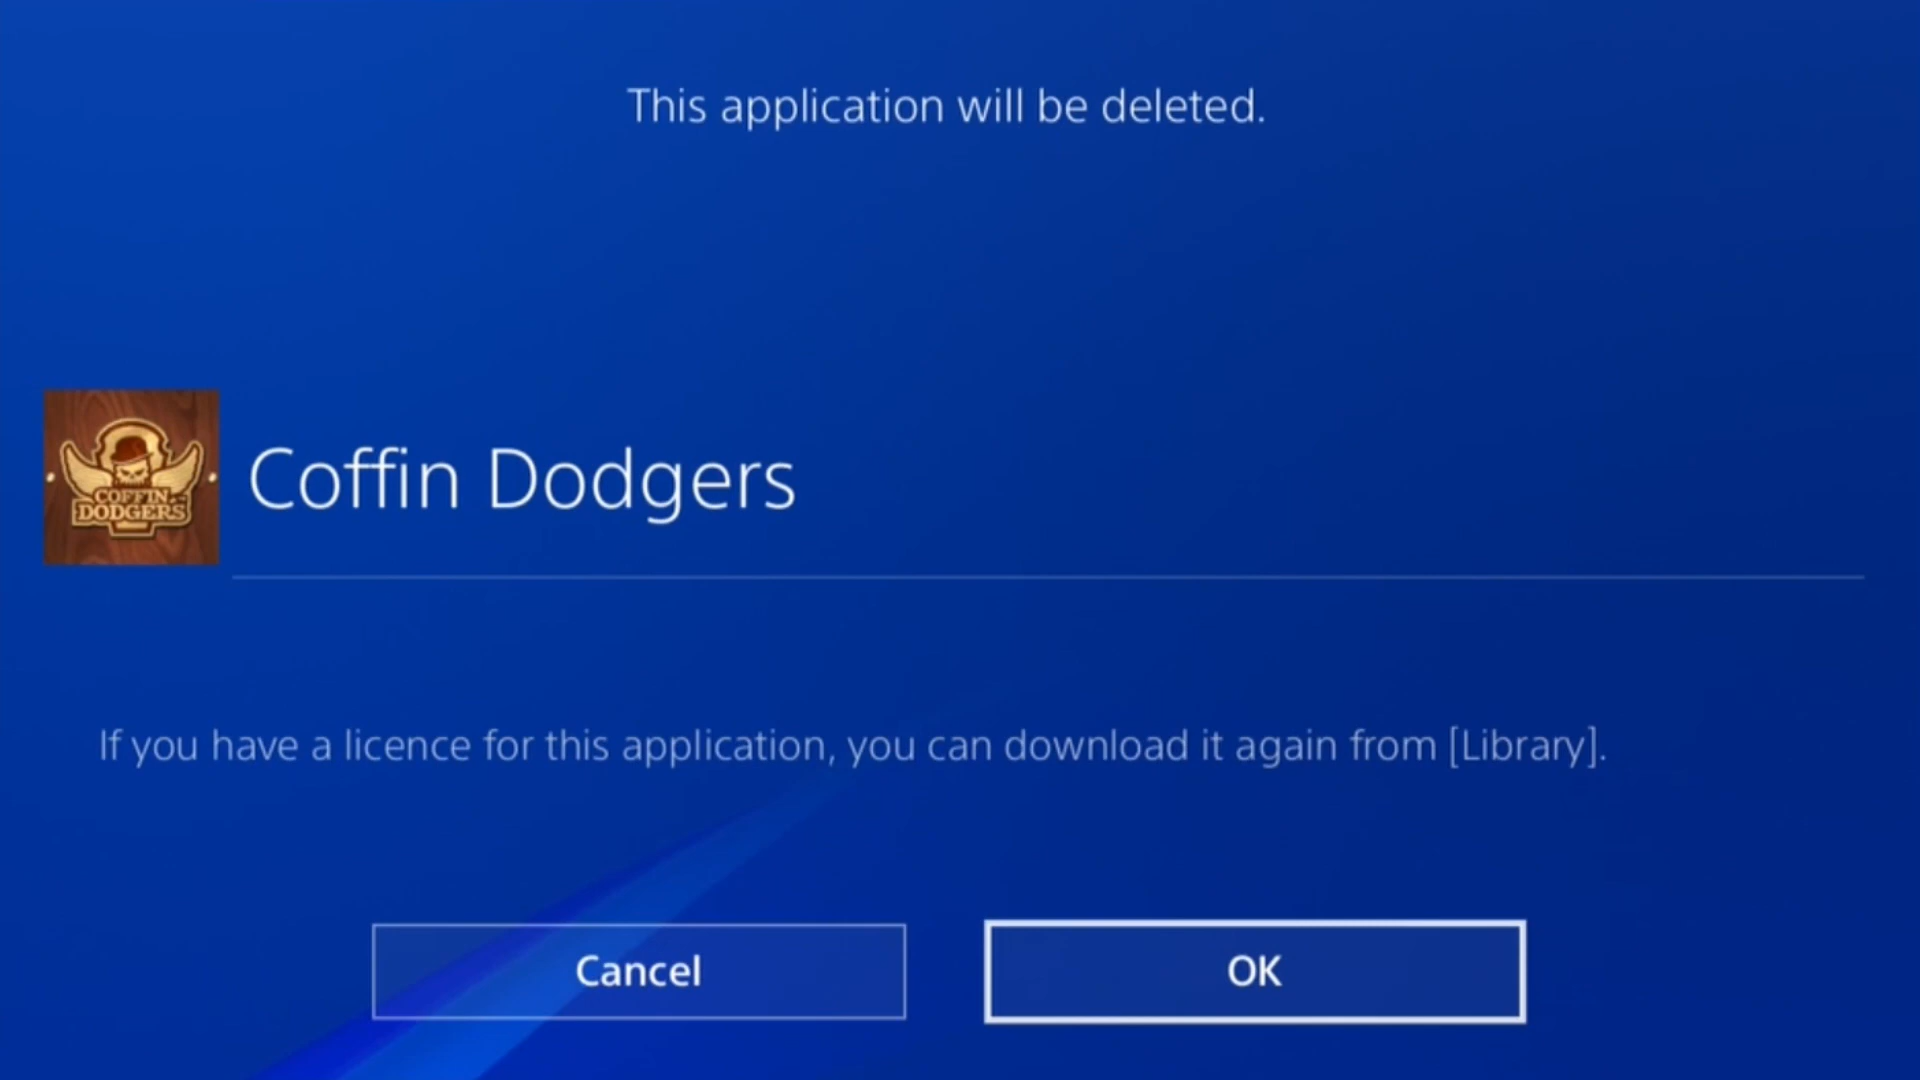 This application will be deleted.
COFFIN
DODGERS
Coffin Dodgers
If you have a licence for this application, you can download it again from [Library].
Cancel
OK